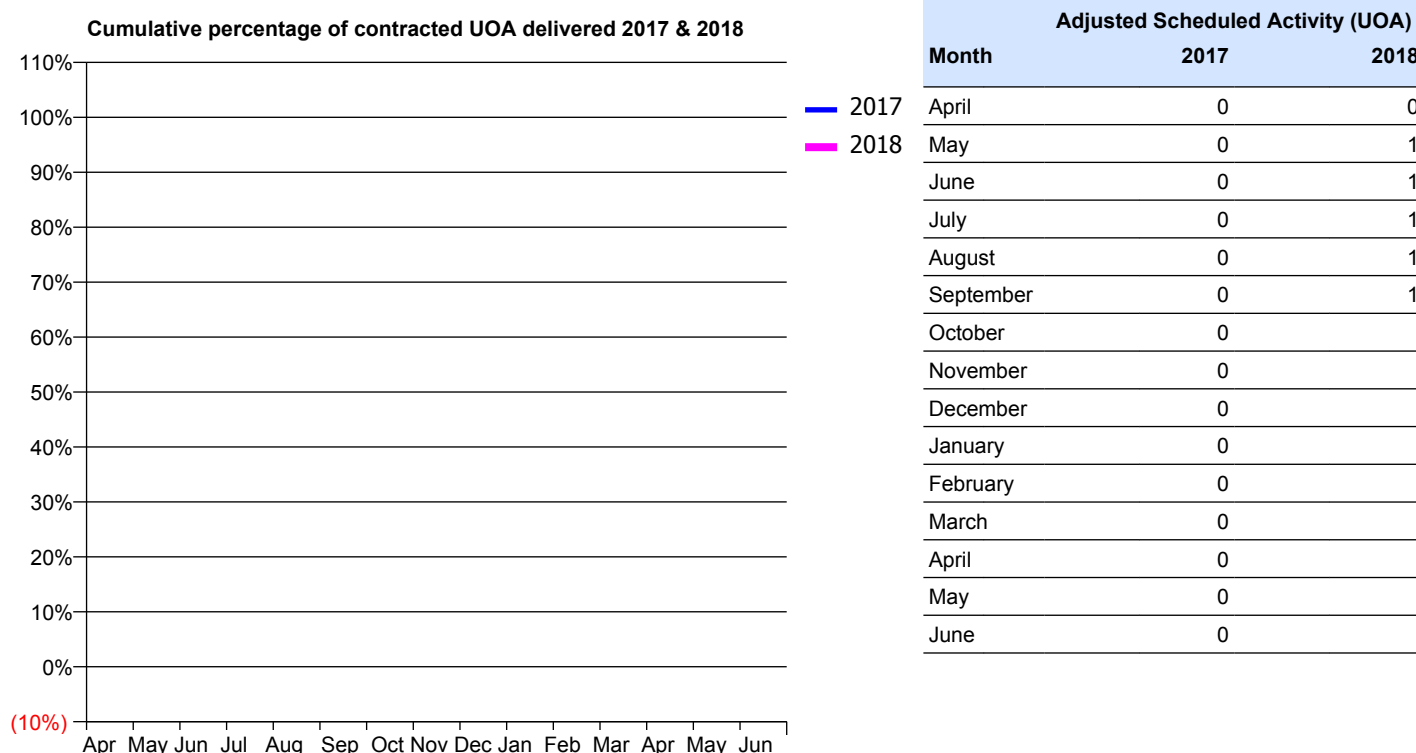 Cumulative percentage of contracted UOA delivered 2017 & 2018
110%
100%
90%
80%
70%
60%
50%
40%
30%
20%
10%
0%
(10%)
Apr May Jun Jul Aug Sep Oct Nov Dec Jan Feb Mar Apr May Jun
2017
2018
Adjusted Scheduled Activity (UOA)
Month 2017 2018
April 0 0
May 0 1
June 0 1
July 0 1
August 0 1
September 0 1
October 0
November 0
December 0
January 0
February 0
March 0
April 0
May 0
June 0